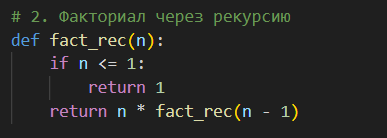 # 2. Факториал через рекурсию
def fact_rec(n):
    if n <= 1:
        return 1
    return n * fact_rec(n - 1)